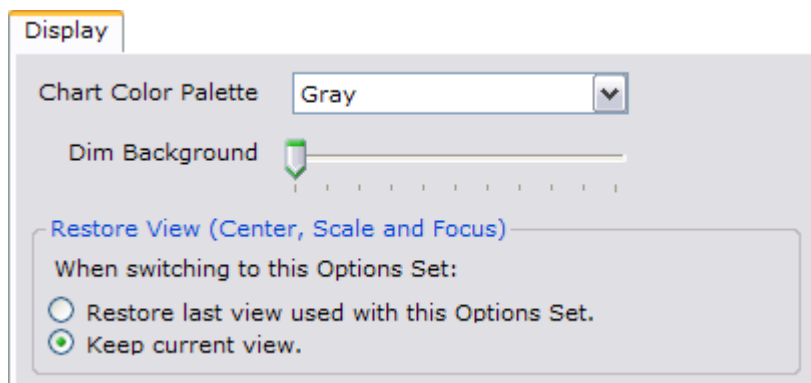 Display
Chart Color Palette Gray
Dim Background
Restore View (Center, Scale and Focus)
When switching to this Options Set:
Restore last view used with this Options Set.
Keep current view.